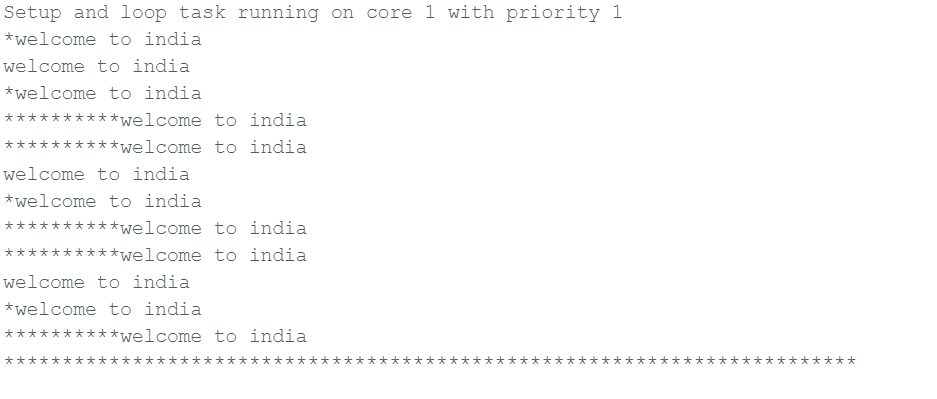 Setup and loop task running on core 1 with priority 1
*welcome to india
welcome to india
*welcome to india
**********welcome to india
**********welcome to india
welcome to india
*welcome to india
**********welcome to india
**********welcome to india
welcome to india
*welcome to india
**********welcome to india
*************************************************************************